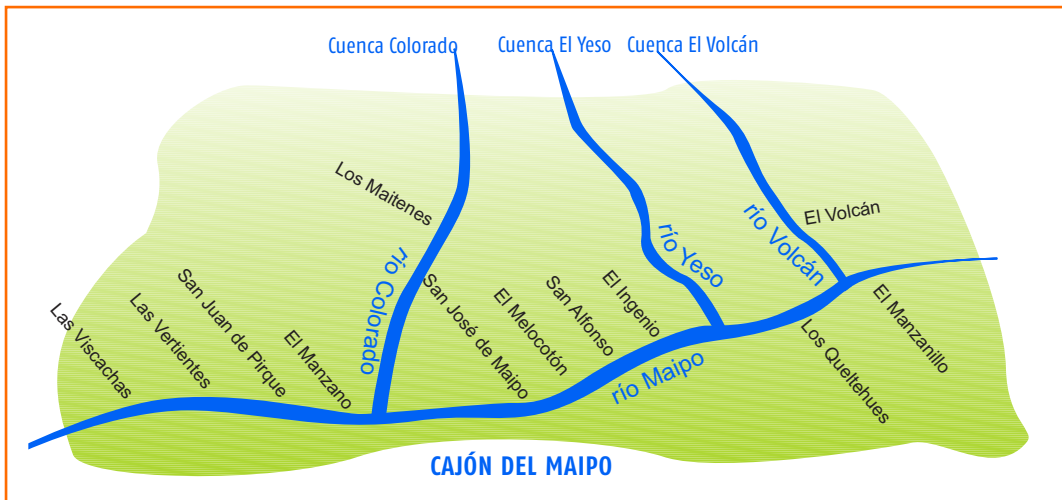 Cuenca Colorado
Cuenca El Yeso
Cuenca El Volcán
Los Maitenes
El Volcán
río Colorado
río Yeso
río Volcán
Las Viscachas
Las Vertientes
San Juan de Pirque
El Manzano
San José de Maipo
El Melocotón
San Alfonso
El Ingenio
río Maipo
Los Queltehues
El Manzanillo
CAJÓN DEL MAIPO